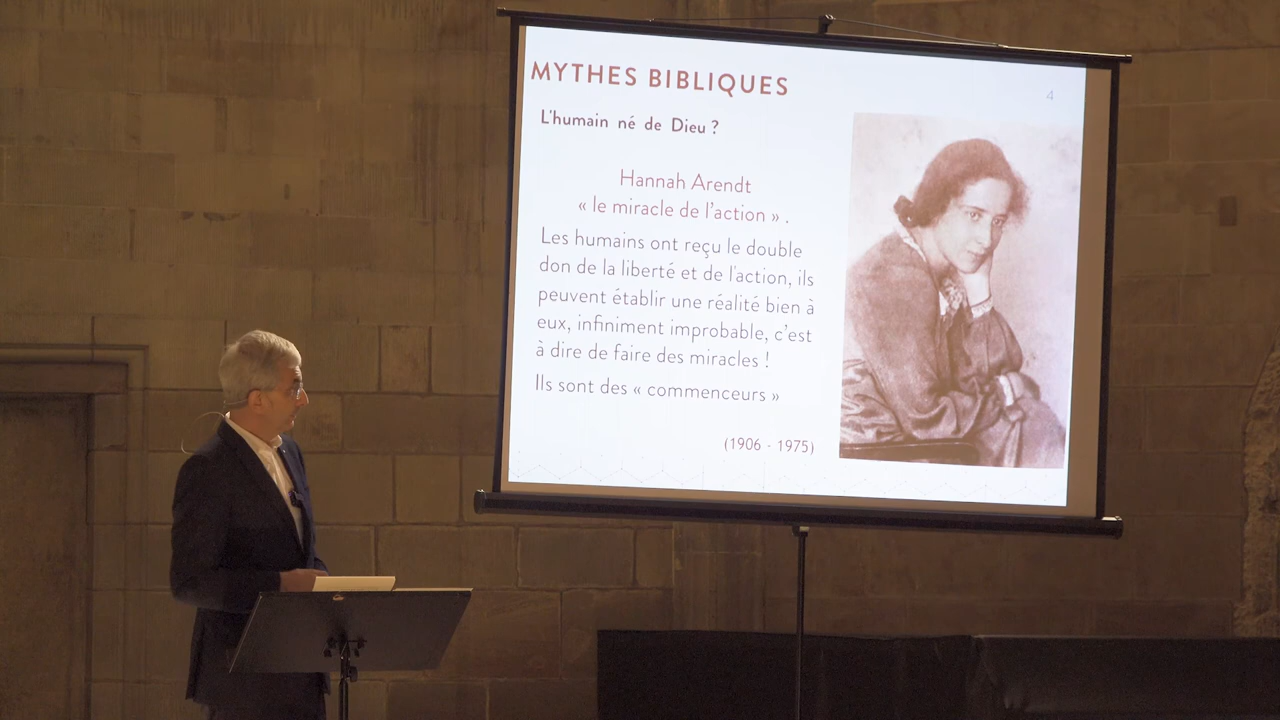 MYTHES BIBLIQUES
4
L'humain né de Dieu ?
Hannah Arendt
« le miracle de l'action » .
Les humains ont reçu le double
don de la liberté et de l'action, ils
peuvent établir une réalité bien à
eux, infiniment improbable, c'est
à dire de faire des miracles !
Ils sont des « commenceurs »
(1906 - 1975)